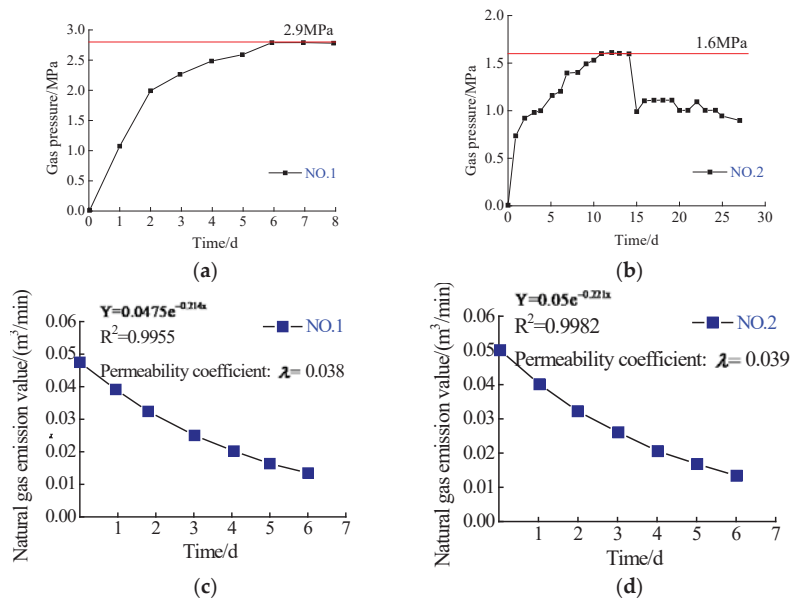 2.9MPa
3.0
2.5
2.0
1.5
1.0
0.5
0.0
Gas pressure/MPa
NO.1
0 1 2 3 4 5 6 7 8
Time/d
(a)
1.6MPa
2.0
1.5
1.0
0.5
0.0
Gas pressure/MPa
NO.2
0 5 10 15 20 25 30
Time/d
(b)
Y=0.0475e^-0.214x
R²=0.9955
NO.1
Permeability coefficient: λ= 0.038
0.06
0.05
0.04
0.03
0.02
0.01
0.00
Natural gas emission value/(m³/min)
1 2 3 4 5 6 7
Time/d
(c)
Y=0.05e^-0.221x
R²=0.9982
NO.2
Permeability coefficient: λ= 0.039
0.06
0.05
0.04
0.03
0.02
0.01
0.00
Natural gas emission value/(m³/min)
1 2 3 4 5 6 7
Time/d
(d)